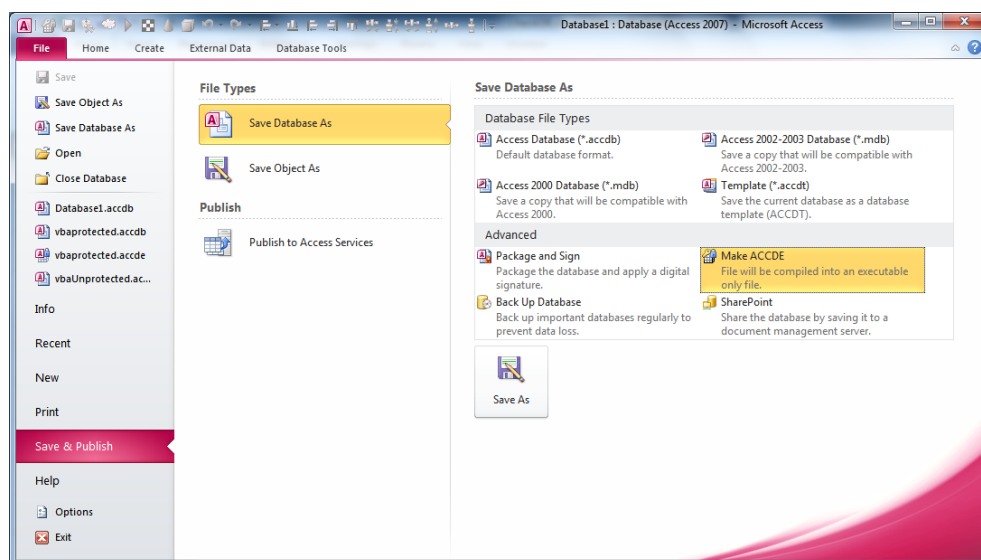 Database1 : Database (Access 2007) - Microsoft Access
File Home Create External Data Database Tools
Save
Save Object As
Save Database As
Open
Close Database
Database1.accdb
vbaprotected.accdb
vbaprotected.accde
vbaUnprotected.ac...
Info
Recent
New
Print
Save & Publish
Help
Options
Exit
File Types
Save Database As
Save Object As
Publish
Publish to Access Services
Save Database As
Database File Types
Access Database (*.accdb)
Default database format.
Access 2002-2003 Database (*.mdb)
Save a copy that will be compatible with
Access 2002-2003.
Access 2000 Database (*.mdb)
Save a copy that will be compatible with
Access 2000.
Template (*.accdt)
Save the current database as a database
template (ACCDT).
Advanced
Package and Sign
Package the database and apply a digital
signature.
Make ACCDE
File will be compiled into an executable
only file.
Back Up Database
Back up important databases regularly to
prevent data loss.
SharePoint
Share the database by saving it to a
document management server.
Save As